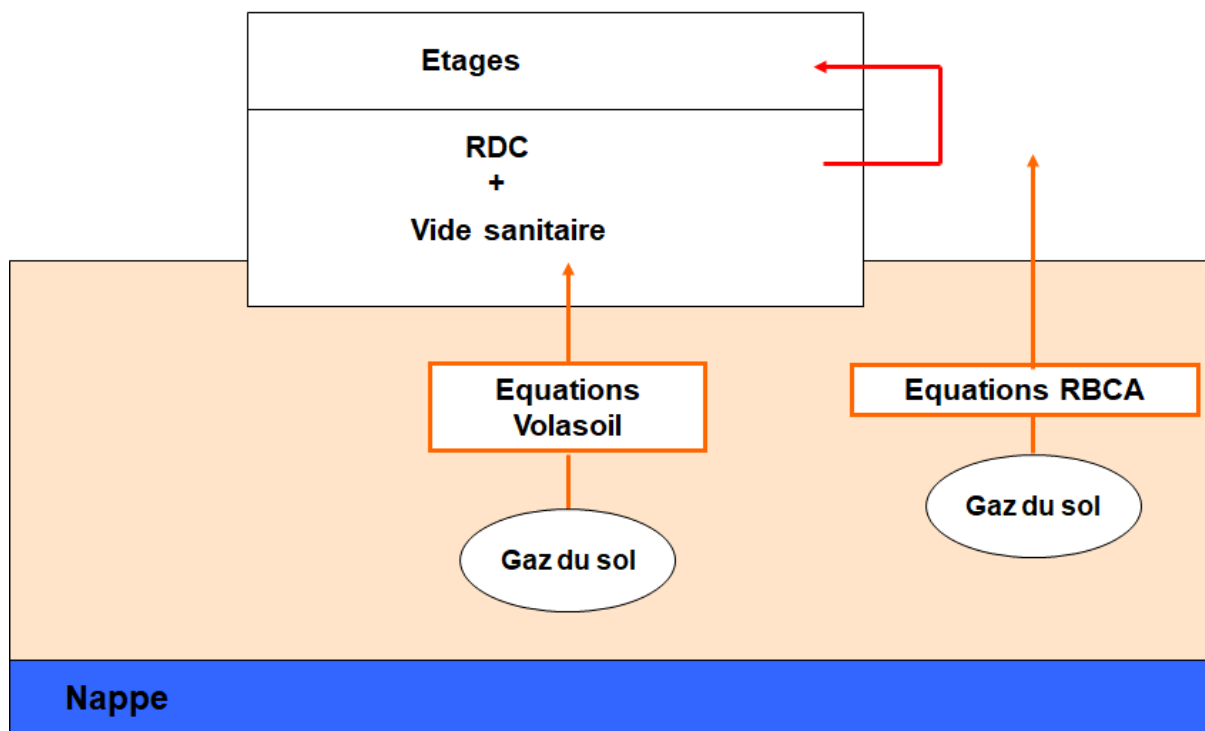 Etages
RDC
+
Vide sanitaire
Equations
Volasoil
Equations RBCA
Gaz du sol
Gaz du sol
Nappe